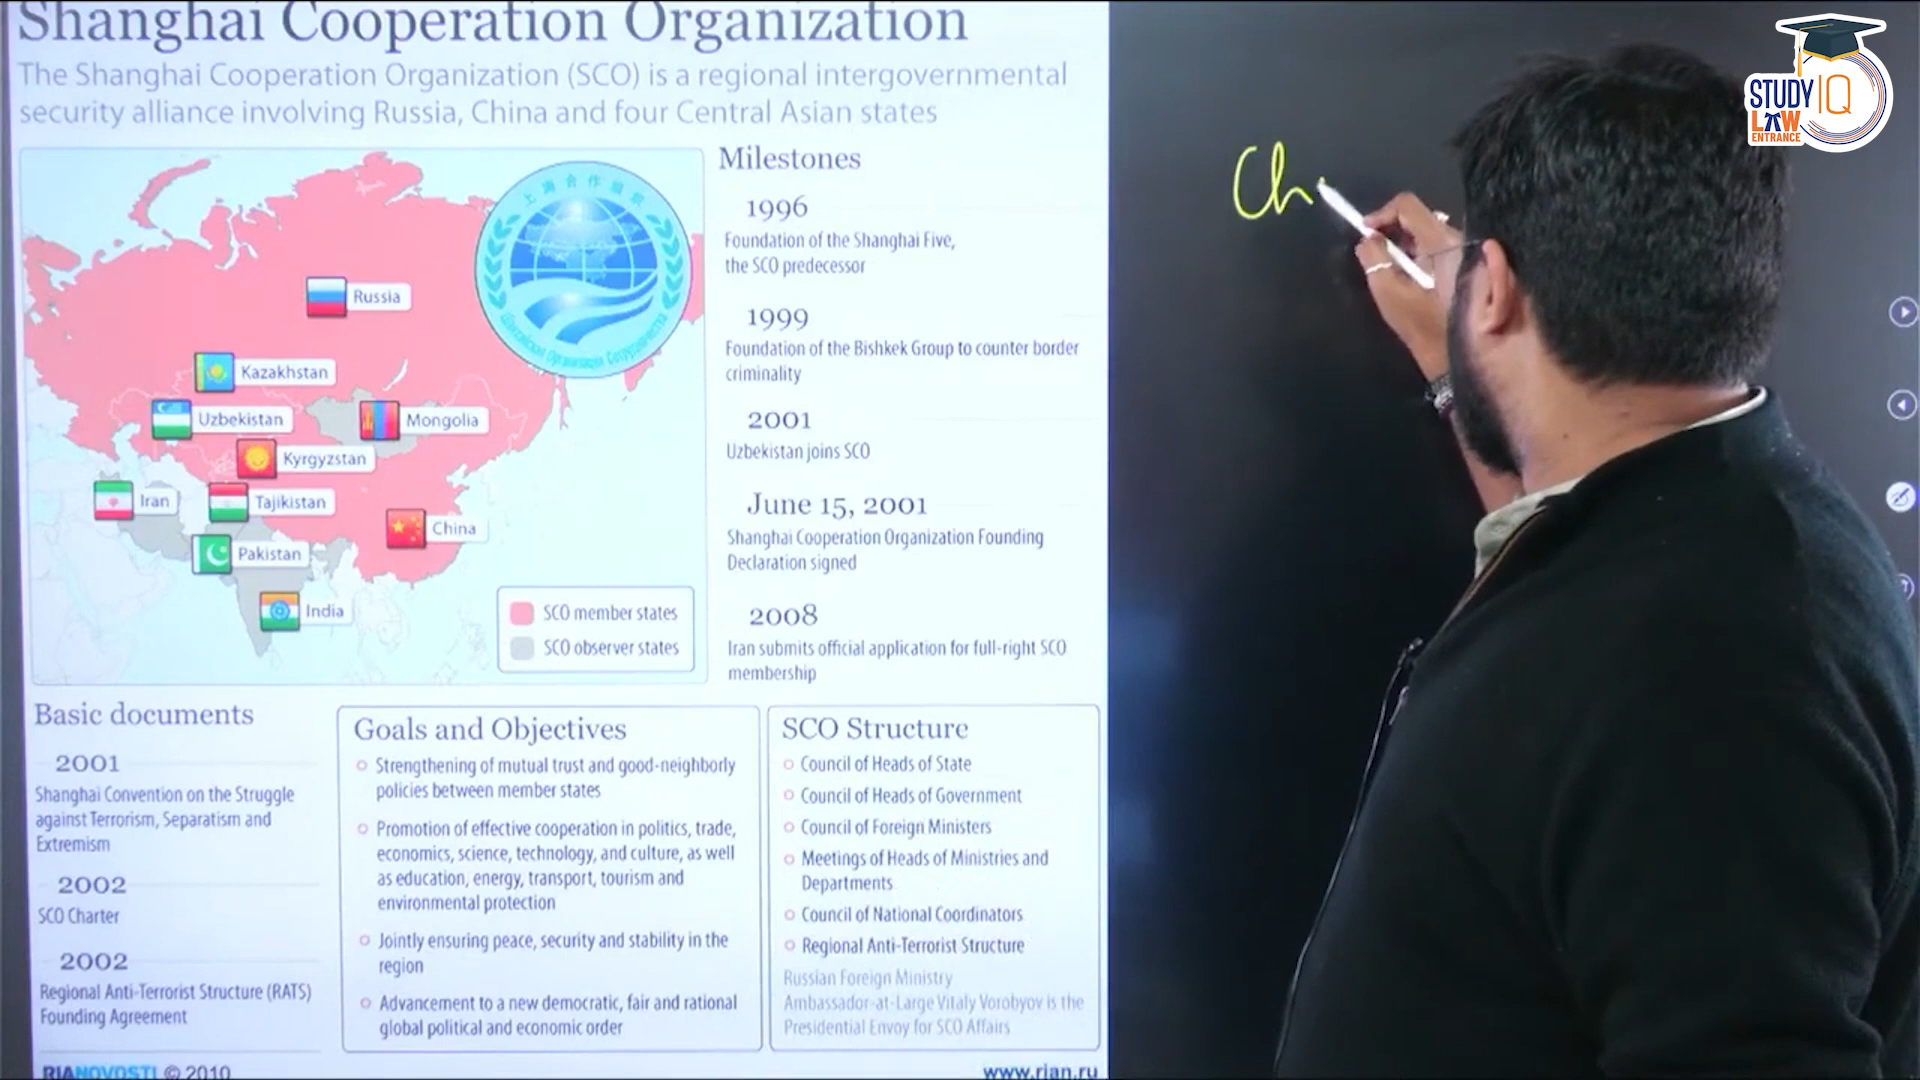 Shanghai Cooperation Organization
The Shanghai Cooperation Organization (SCO) is a regional intergovernmental
security alliance involving Russia, China and four Central Asian states
上海合作组织
Шанхайская Организация Сотрудничества
Russia
Kazakhstan
Uzbekistan
Mongolia
Kyrgyzstan
Iran
Tajikistan
China
Pakistan
India
SCO member states
SCO observer states
Milestones
1996
Foundation of the Shanghai Five,
the SCO predecessor
1999
Foundation of the Bishkek Group to counter border
criminality
2001
Uzbekistan joins SCO
June 15, 2001
Shanghai Cooperation Organization Founding
Declaration signed
2008
Iran submits official application for full-right SCO
membership
Basic documents
2001
Shanghai Convention on the Struggle
against Terrorism, Separatism and
Extremism
2002
SCO Charter
2002
Regional Anti-Terrorist Structure (RATS)
Founding Agreement
Goals and Objectives
Strengthening of mutual trust and good-neighborly
policies between member states
Promotion of effective cooperation in politics, trade,
economics, science, technology, and culture, as well
as education, energy, transport, tourism and
environmental protection
Jointly ensuring peace, security and stability in the
region
Advancement to a new democratic, fair and rational
global political and economic order
SCO Structure
Council of Heads of State
Council of Heads of Government
Council of Foreign Ministers
Meetings of Heads of Ministries and
Departments
Council of National Coordinators
Regional Anti-Terrorist Structure
Russian Foreign Ministry
Ambassador-at-Large Vitaly Vorobyov is the
Presidential Envoy for SCO Affairs
RIANOVOSTI © 2010
www.rian.ru
Ch
STUDY IQ
LAW
ENTRANCE